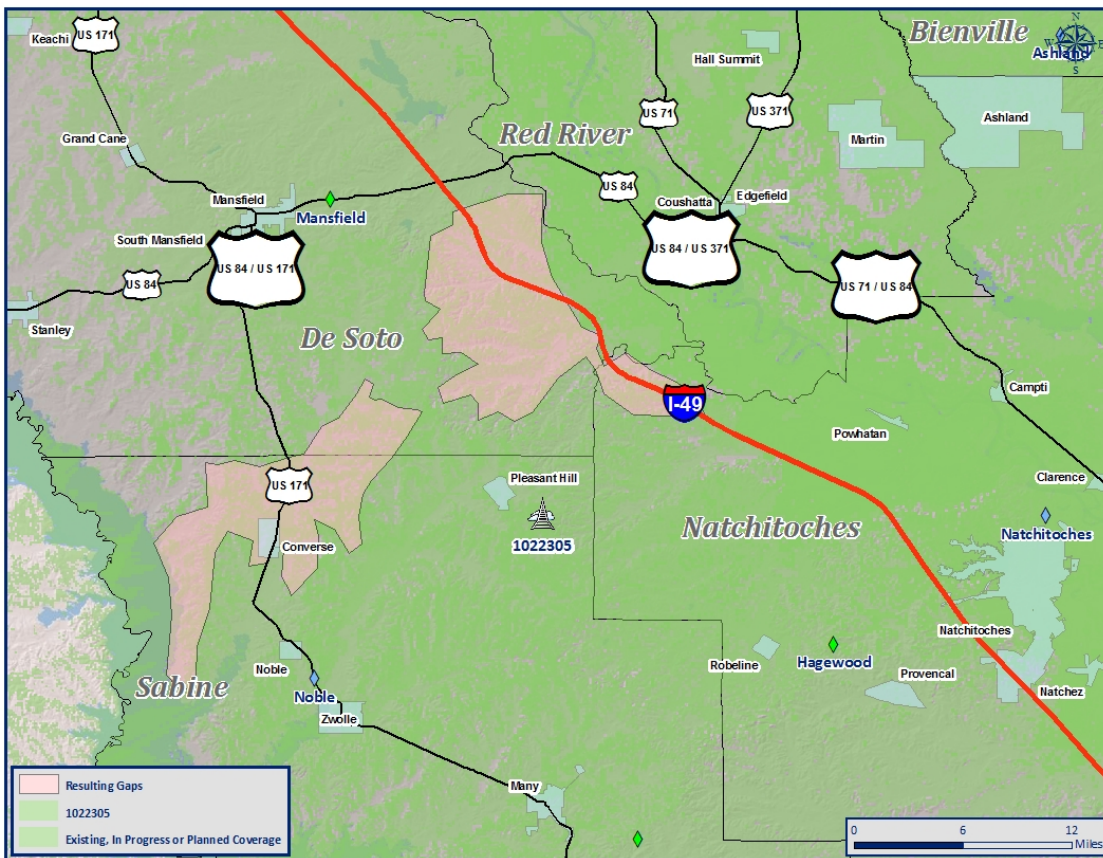 Keachi
US 171
Bienville
N
W
E
S
Ashland
Hall Summit
US 71
US 371
Ashland
Martin
Red River
Grand Cane
US 84
Edgefield
Coushatta
Mansfield
Mansfield
South Mansfield
US 84 / US 171
US 84 / US 371
US 84
US 71 / US 84
Stanley
De Soto
Campti
I-49
Powhatan
US 171
Pleasant Hill
Clarence
1022305
Natchitoches
Natchitoches
Converse
Natchitoches
Noble
Robeline
Hagewood
Provencal
Sabine
Noble
Natchez
Zwolle
Many
Resulting Gaps
1022305
Existing, In Progress or Planned Coverage
0 6 12
Miles